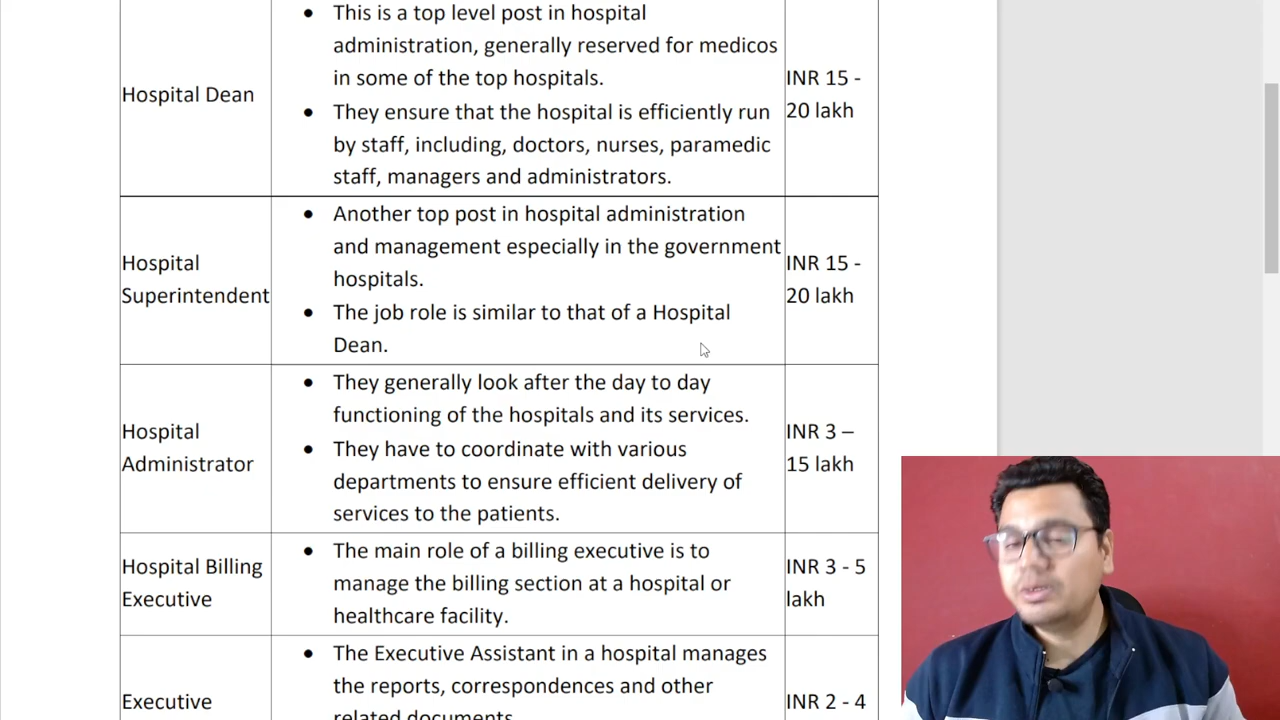 This is a top level post in hospital
administration, generally reserved for medicos
in some of the top hospitals.
Hospital Dean
They ensure that the hospital is efficiently run
by staff, including, doctors, nurses, paramedic
staff, managers and administrators.
INR 15 -
20 lakh
Hospital
Superintendent
Another top post in hospital administration
and management especially in the government
hospitals.
The job role is similar to that of a Hospital
Dean.
INR 15 -
20 lakh
Hospital
Administrator
They generally look after the day to day
functioning of the hospitals and its services.
They have to coordinate with various
departments to ensure efficient delivery of
services to the patients.
INR 3 –
15 lakh
Hospital Billing
Executive
The main role of a billing executive is to
manage the billing section at a hospital or
healthcare facility.
INR 3 - 5
lakh
Executive
The Executive Assistant in a hospital manages
the reports, correspondences and other
related documents.
INR 2 - 4